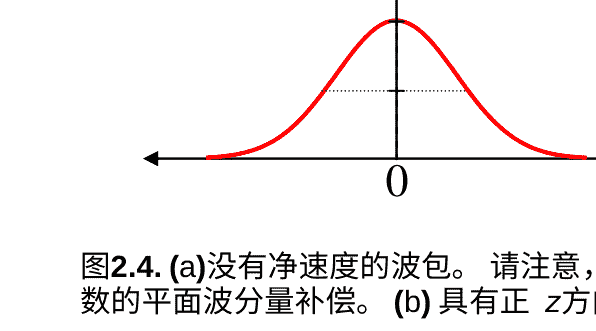 0
图2.4. (a)没有净速度的波包。 请注意，
数的平面波分量补偿。 (b) 具有正 z方